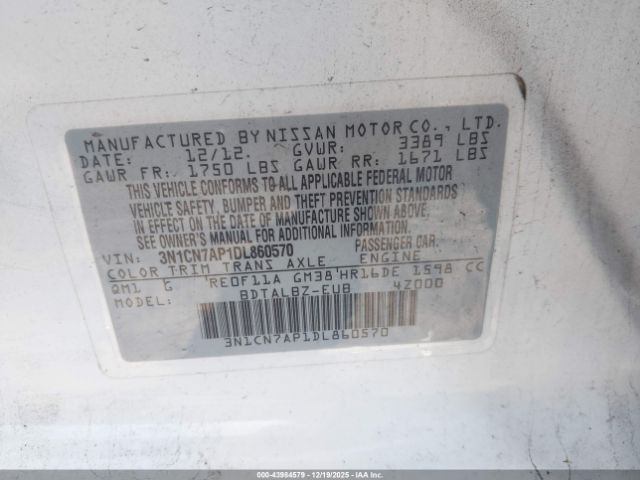 MANUFACTURED BY NISSAN MOTOR CO., LTD.
DATE: 12/12. GVWR: 3389 LBS
GAWR FR: 1750 LBS GAWR RR: 1671 LBS
THIS VEHICLE CONFORMS TO ALL APPLICABLE FEDERAL MOTOR
VEHICLE SAFETY, BUMPER AND THEFT PREVENTION STANDARDS
IN EFFECT ON THE DATE OF MANUFACTURE SHOWN ABOVE.
SEE OWNER'S MANUAL FOR ADDITIONAL INFORMATION.
VIN: 3N1CN7AP1DL860570 PASSENGER CAR.
COLOR TRIM TRANS AXLE ENGINE
QM1 G RE0F11A GM38 HR16DE 1598 CC
MODEL: BDTALBZ-EUB 4Z000
3N1CN7AP1DL860570
000-43984579 12/19/2025 IAAI.COM